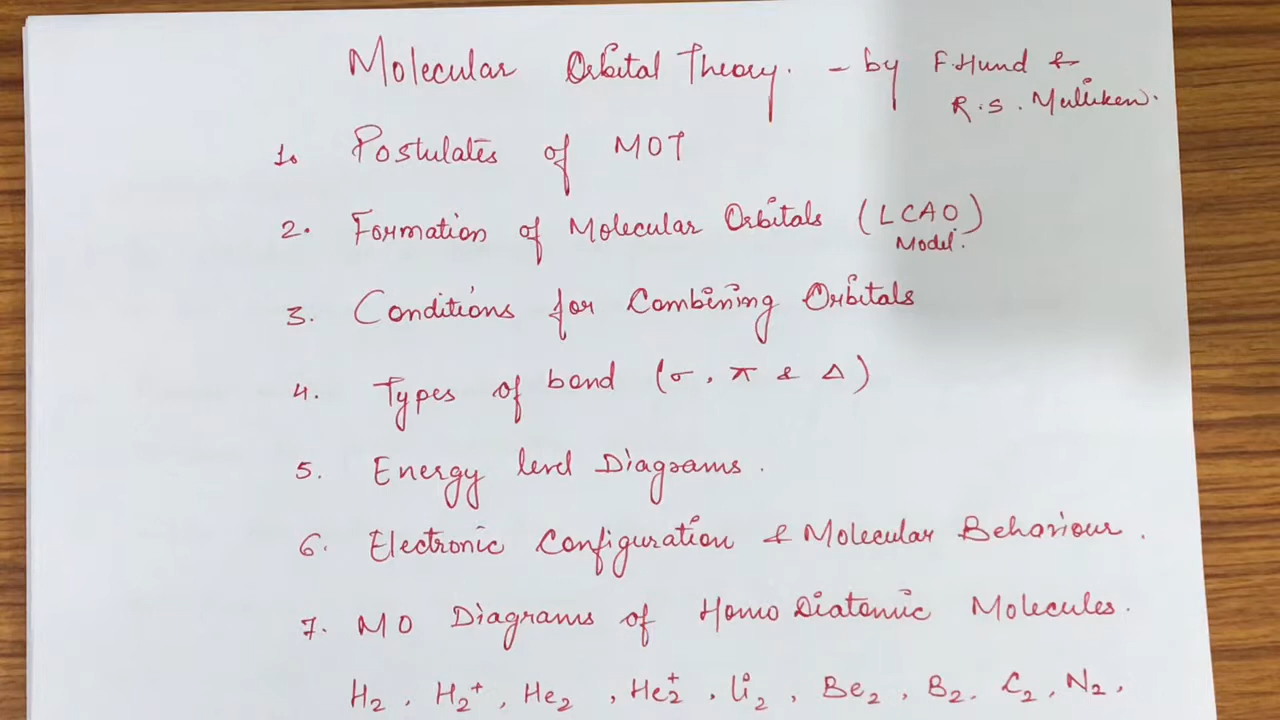 Molecular Orbital Theory. - by F. Hund &
R.S. Mulliken.
1. Postulates of MOT
2. Formation of Molecular Orbitals (LCAO)
Model.
3. Conditions for Combining Orbitals
4. Types of bond (σ, π & Δ)
5. Energy level Diagrams.
6. Electronic Configuration & Molecular Behaviour.
7. MO Diagrams of Homo Diatomic Molecules.
H₂, H₂⁺, He₂, He₂⁺, Li₂, Be₂, B₂, C₂, N₂,